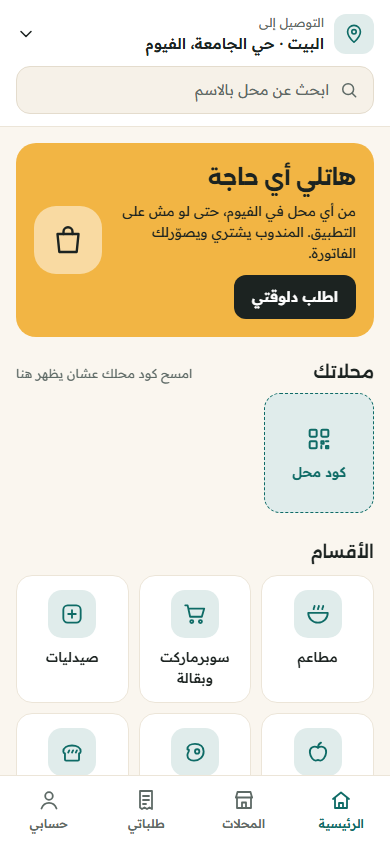 التوصيل إلى
البيت · حي الجامعة، الفيوم
ابحث عن محل بالاسم
هاتلي أي حاجة
من أي محل في الفيوم، حتى لو مش على
التطبيق. المندوب يشتري ويصوّرلك
الفاتورة.
اطلب دلوقتي
محلاتك
امسح كود محلك عشان يظهر هنا
كود محل
الأقسام
مطاعم
سوبرماركت
وبقالة
صيدليات
الرئيسية
المحلات
طلباتي
حسابي